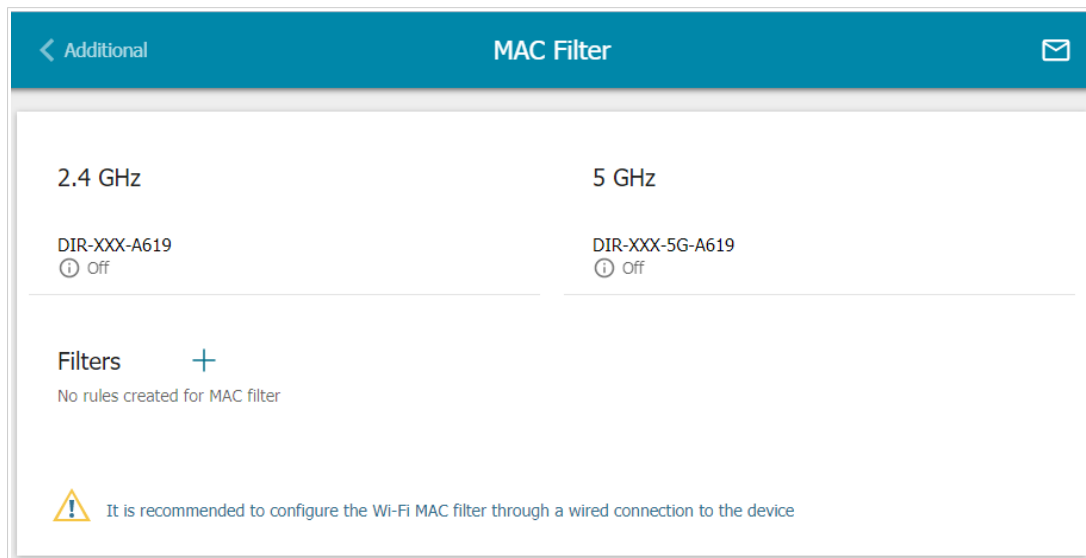 Additional
MAC Filter
2.4 GHz
5 GHz
DIR-XXX-A619
DIR-XXX-5G-A619
Off
Off
Filters
No rules created for MAC filter
It is recommended to configure the Wi-Fi MAC filter through a wired connection to the device